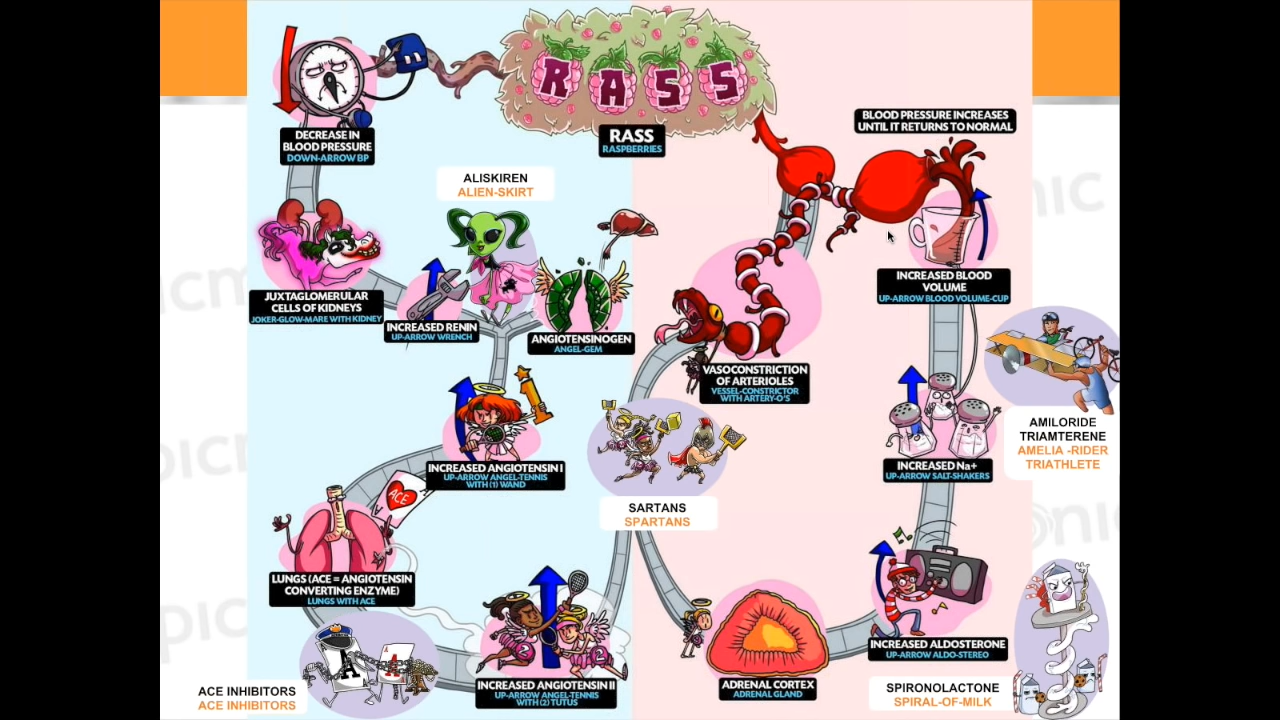 R A S S
DECREASE IN
BLOOD PRESSURE
DOWN-ARROW BP
RASS
RASPBERRIES
BLOOD PRESSURE INCREASES
UNTIL IT RETURNS TO NORMAL
ALISKIREN
ALIEN-SKIRT
JUXTAGLOMERULAR
CELLS OF KIDNEYS
JOKER-GLOW-MARE WITH KIDNEY
INCREASED RENIN
UP-ARROW WRENCH
ANGIOTENSINOGEN
ANGEL-GEM
INCREASED BLOOD
VOLUME
UP-ARROW BLOOD VOLUME-CUP
VASOCONSTRICTION
OF ARTERIOLES
VESSEL-CONSTRICTOR
WITH ARTERY-O'S
AMILORIDE
TRIAMTERENE
AMELIA -RIDER
TRIATHLETE
INCREASED ANGIOTENSIN I
UP-ARROW ANGEL-TENNIS
WITH (1) WAND
INCREASED Na+
UP-ARROW SALT-SHAKERS
ACE
A
SARTANS
SPARTANS
LUNGS (ACE = ANGIOTENSIN
CONVERTING ENZYME)
LUNGS WITH ACE
2
2
INCREASED ANGIOTENSIN II
UP-ARROW ANGEL-TENNIS
WITH (2) TUTUS
ADRENAL CORTEX
ADRENAL GLAND
INCREASED ALDOSTERONE
UP-ARROW ALDO-STEREO
A
A
ACE INHIBITORS
ACE INHIBITORS
SPIRONOLACTONE
SPIRAL-OF-MILK